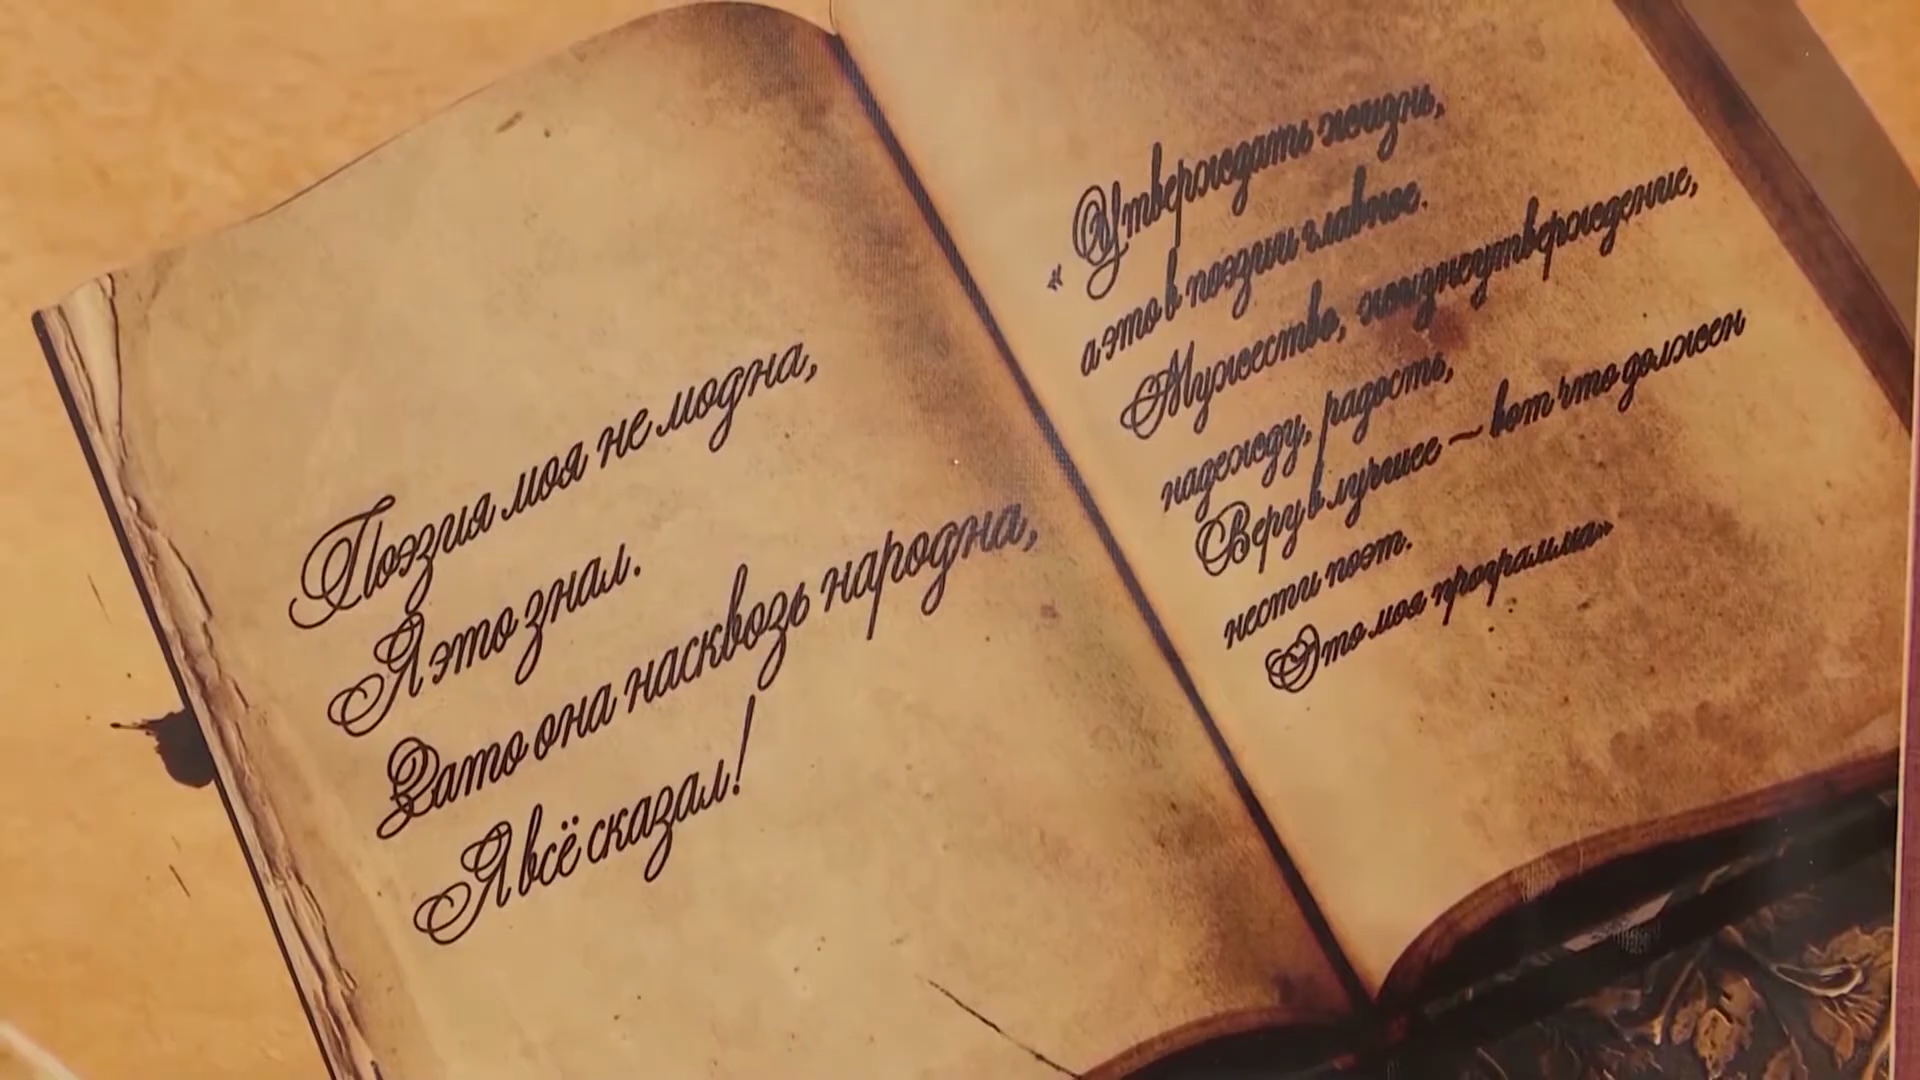 Поэзия моя не модна,
Я это знал.
Зато она насквозь народна,
Я всё сказал!
« Утверждать жизнь,
а это в поэзии главное.
Мужество, жизнеутверждение,
надежду, радость,
Веру в лучшее — вот что должен
нести поэт.
Это моя программа»